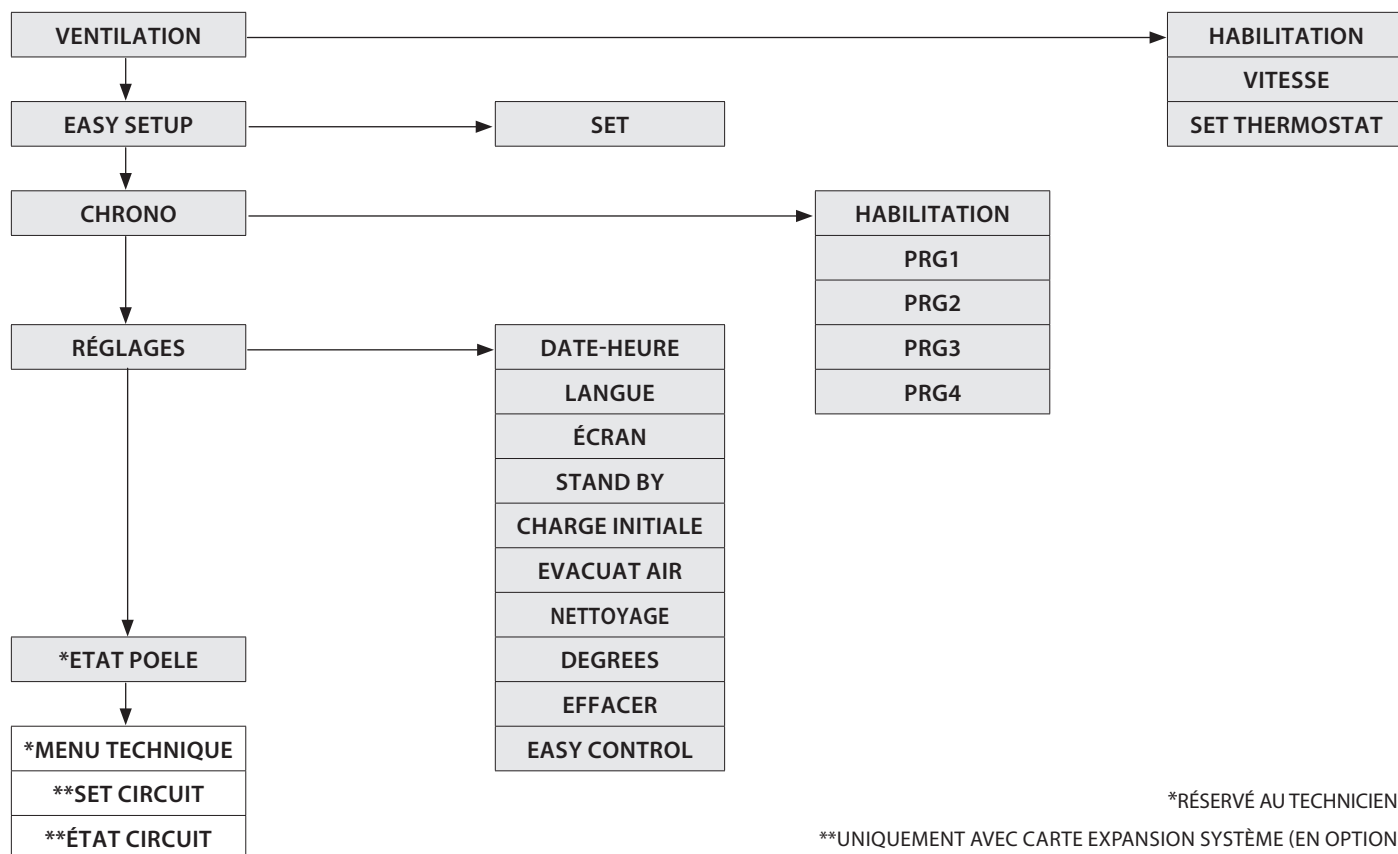 VENTILATION
HABILITATION
VITESSE
SET THERMOSTAT
EASY SETUP
SET
CHRONO
HABILITATION
PRG1
PRG2
PRG3
PRG4
RÉGLAGES
DATE-HEURE
LANGUE
ÉCRAN
STAND BY
CHARGE INITIALE
EVACUAT AIR
NETTOYAGE
DEGREES
EFFACER
EASY CONTROL
*ETAT POELE
*MENU TECHNIQUE
**SET CIRCUIT
**ÉTAT CIRCUIT
*RÉSERVÉ AU TECHNICIEN
**UNIQUEMENT AVEC CARTE EXPANSION SYSTÈME (EN OPTION